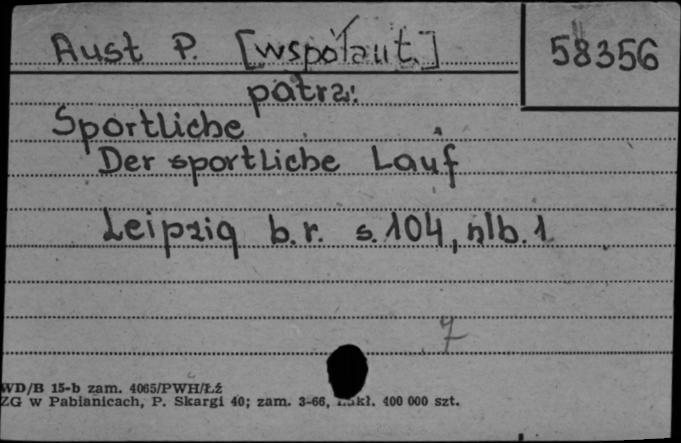 Aust P. [współaut.]
58356
patrz:
Sportliche
Der sportliche Lauf
Leipzig b.r. s.104, nlb.1
7
WD/B 15-b zam. 4065/PWH/Łź
ZG w Pabianicach, P. Skargi 40; zam. 3-66, 400 000 szt.